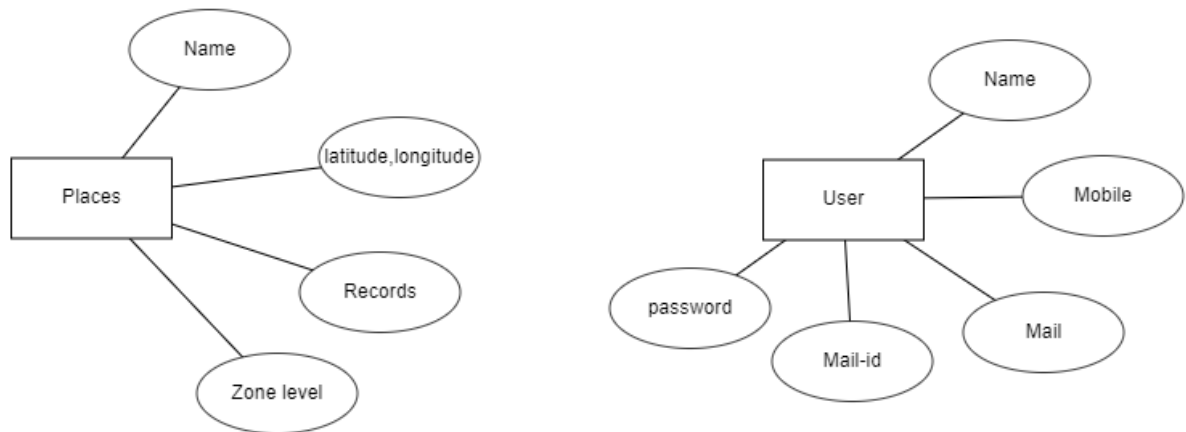 Name
latitude,longitude
Places
Records
Zone level
Name
Mobile
User
password
Mail
Mail-id